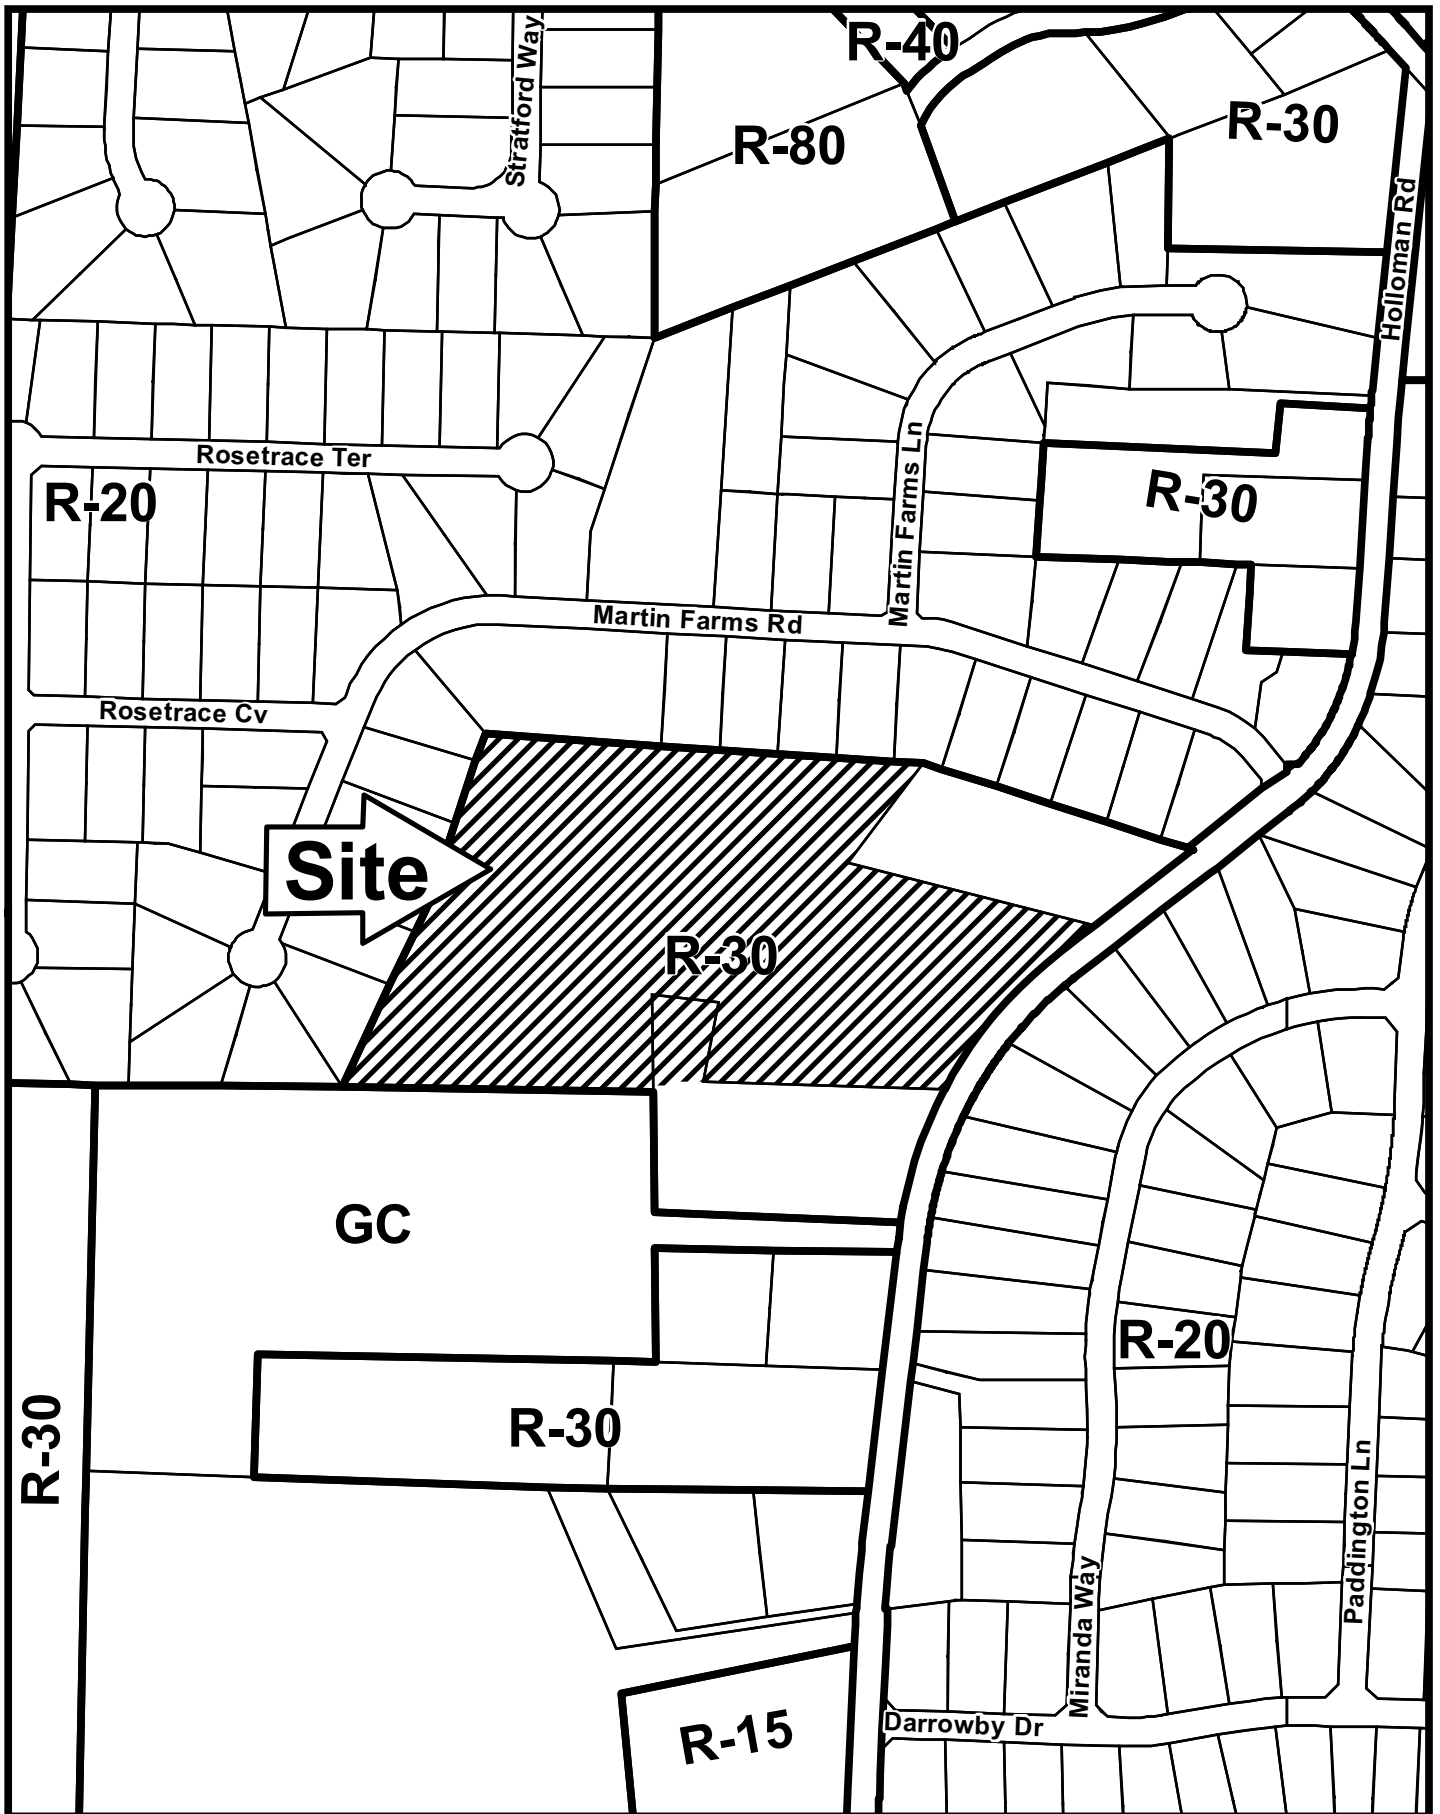 R-40
Stratford Way
R-80
R-30
Holloman Rd
Rosetrace Ter
R-20
Martin Farms Ln
R-30
Martin Farms Rd
Rosetrace Cv
Site
R-30
GC
R-20
R-30
R-30
Paddington Ln
Miranda Way
R-15
Darrowby Dr